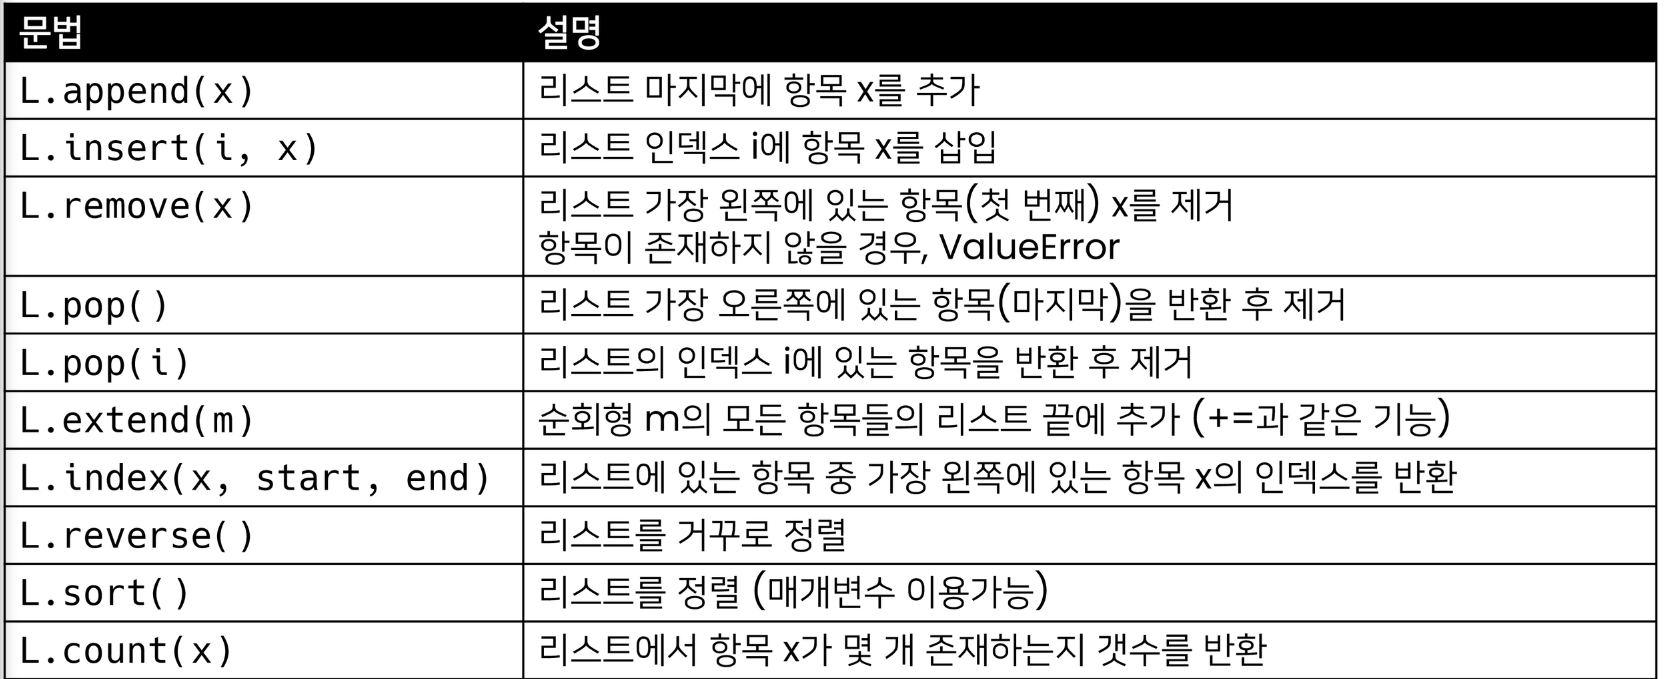 문법 설명
L.append(x) 리스트 마지막에 항목 x를 추가
L.insert(i, x) 리스트 인덱스 i에 항목 x를 삽입
L.remove(x) 리스트 가장 왼쪽에 있는 항목(첫 번째) x를 제거
항목이 존재하지 않을 경우, ValueError
L.pop() 리스트 가장 오른쪽에 있는 항목(마지막)을 반환 후 제거
L.pop(i) 리스트의 인덱스 i에 있는 항목을 반환 후 제거
L.extend(m) 순회형 m의 모든 항목들의 리스트 끝에 추가 (+=과 같은 기능)
L.index(x, start, end) 리스트에 있는 항목 중 가장 왼쪽에 있는 항목 x의 인덱스를 반환
L.reverse() 리스트를 거꾸로 정렬
L.sort() 리스트를 정렬 (매개변수 이용가능)
L.count(x) 리스트에서 항목 x가 몇 개 존재하는지 갯수를 반환